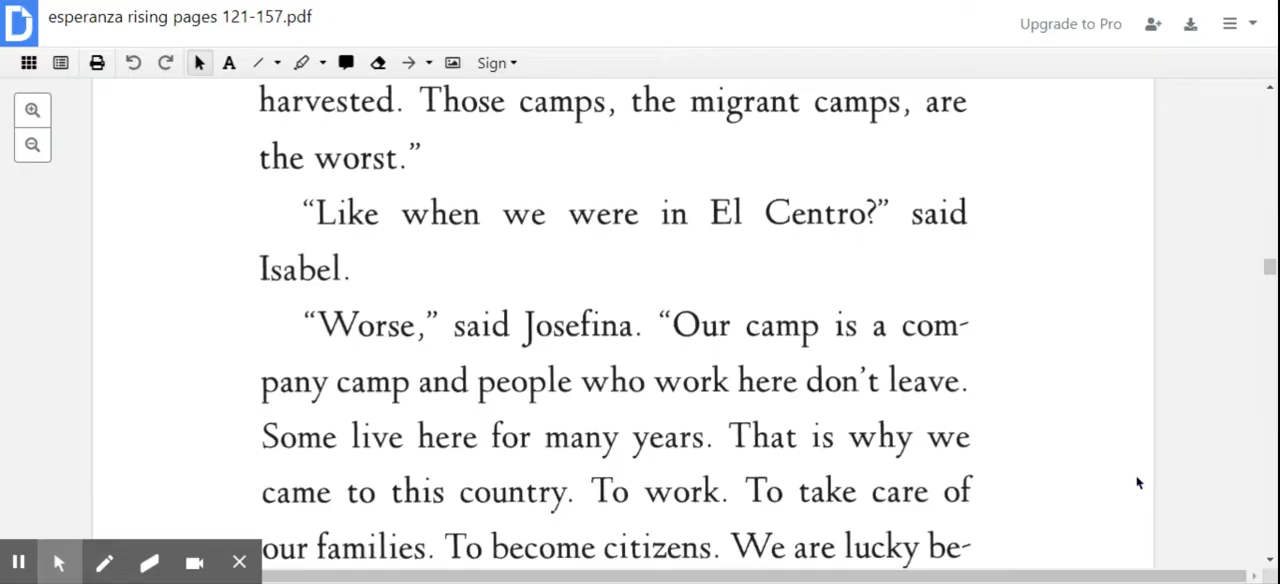 esperanza rising pages 121-157.pdf
Upgrade to Pro
Sign
harvested. Those camps, the migrant camps, are
the worst.”
“Like when we were in El Centro?” said
Isabel.
“Worse,” said Josefina. “Our camp is a com-
pany camp and people who work here don’t leave.
Some live here for many years. That is why we
came to this country. To work. To take care of
our families. To become citizens. We are lucky be-